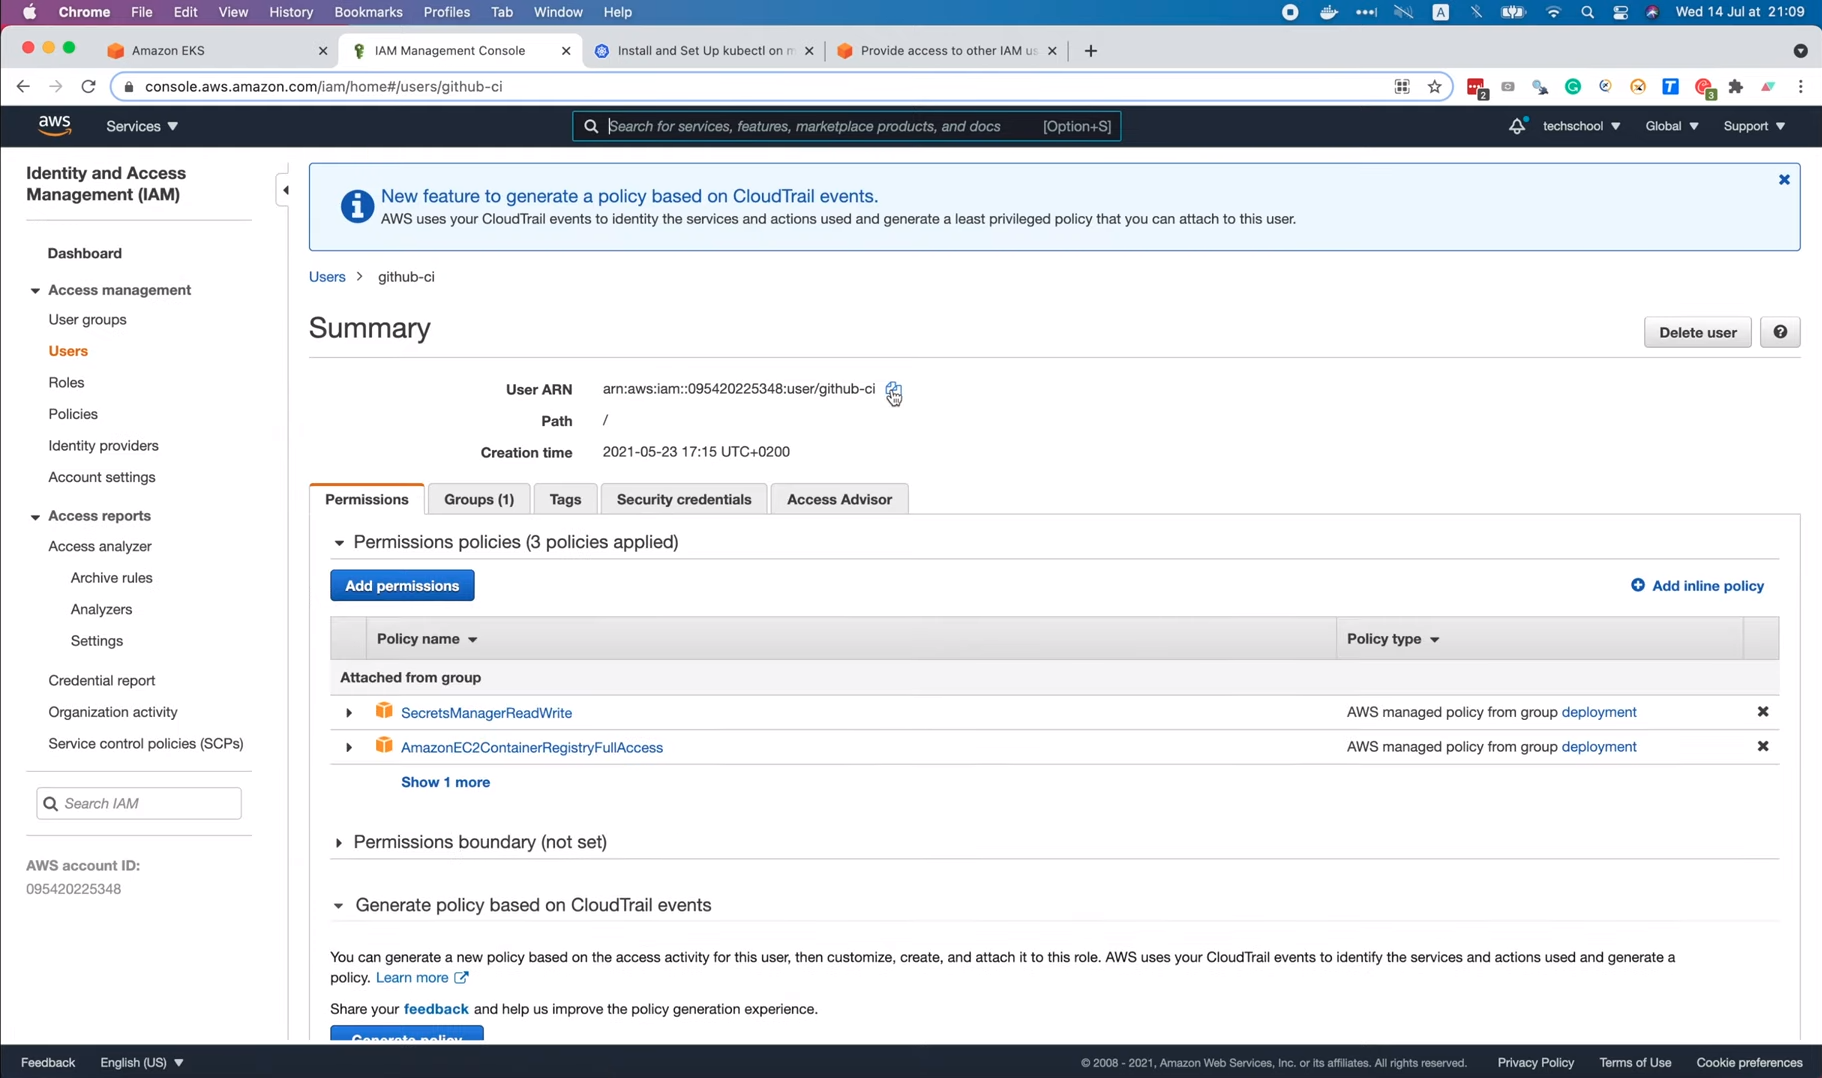 Chrome File Edit View History Bookmarks Profiles Tab Window Help A Wed 14 Jul at 21:09
Amazon EKS
IAM Management Console
Install and Set Up kubectl on m
Provide access to other IAM us
console.aws.amazon.com/iam/home#/users/github-ci
2
T
3
aws
Services
Search for services, features, marketplace products, and docs [Option+S]
techschool
Global
Support
Identity and Access
Management (IAM)
Dashboard
Access management
User groups
Users
Roles
Policies
Identity providers
Account settings
Access reports
Access analyzer
Archive rules
Analyzers
Settings
Credential report
Organization activity
Service control policies (SCPs)
Search IAM
AWS account ID:
095420225348
New feature to generate a policy based on CloudTrail events.
AWS uses your CloudTrail events to identify the services and actions used and generate a least privileged policy that you can attach to this user.
Users > github-ci
Summary
Delete user
?
User ARN arn:aws:iam::095420225348:user/github-ci
Path /
Creation time 2021-05-23 17:15 UTC+0200
Permissions
Groups (1)
Tags
Security credentials
Access Advisor
Permissions policies (3 policies applied)
Add permissions
Add inline policy
Policy name
Policy type
Attached from group
SecretsManagerReadWrite AWS managed policy from group deployment
AmazonEC2ContainerRegistryFullAccess AWS managed policy from group deployment
Show 1 more
Permissions boundary (not set)
Generate policy based on CloudTrail events
You can generate a new policy based on the access activity for this user, then customize, create, and attach it to this role. AWS uses your CloudTrail events to identify the services and actions used and generate a
policy. Learn more
Share your feedback and help us improve the policy generation experience.
Generate policy
Feedback English (US) © 2008 - 2021, Amazon Web Services, Inc. or its affiliates. All rights reserved. Privacy Policy Terms of Use Cookie preferences